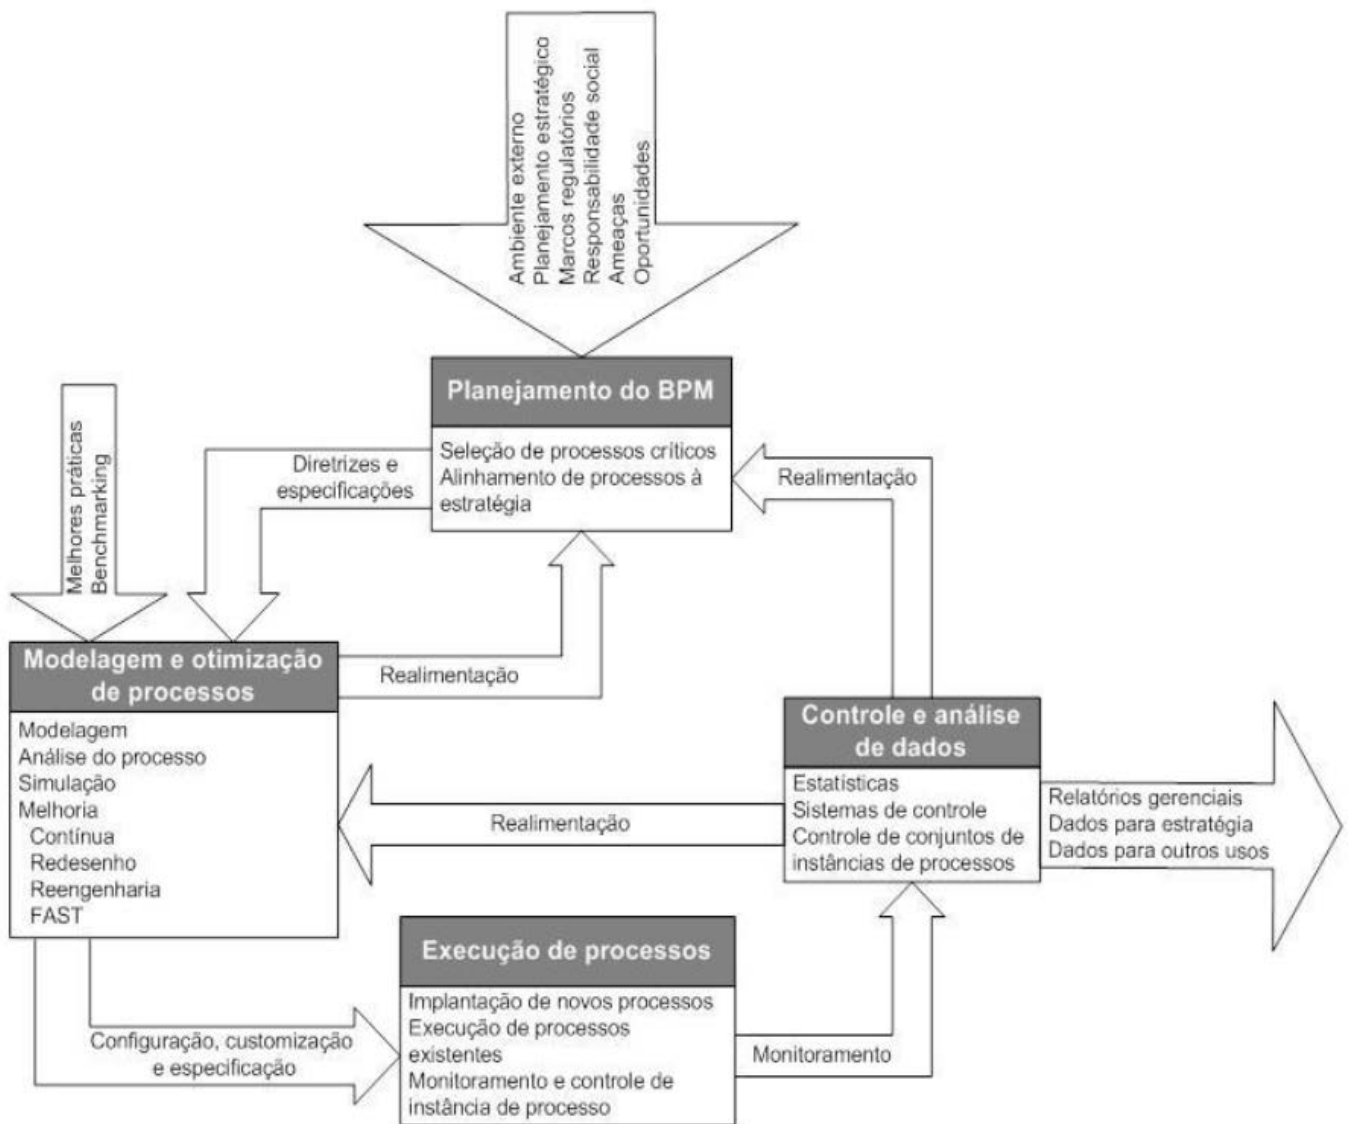 Ambiente externo
Planejamento estratégico
Marcos regulatórios
Responsabilidade social
Ameaças
Oportunidades
Planejamento do BPM
Seleção de processos críticos
Alinhamento de processos à
estratégia
Diretrizes e
especificações
Realimentação
Melhores práticas
Benchmarking
Modelagem e otimização
de processos
Modelagem
Análise do processo
Simulação
Melhoria
Contínua
Redesenho
Reengenharia
FAST
Realimentação
Controle e análise
de dados
Estatísticas
Sistemas de controle
Controle de conjuntos de
instâncias de processos
Relatórios gerenciais
Dados para estratégia
Dados para outros usos
Realimentação
Execução de processos
Implantação de novos processos
Execução de processos
existentes
Monitoramento e controle de
instância de processo
Configuração, customização
e especificação
Monitoramento